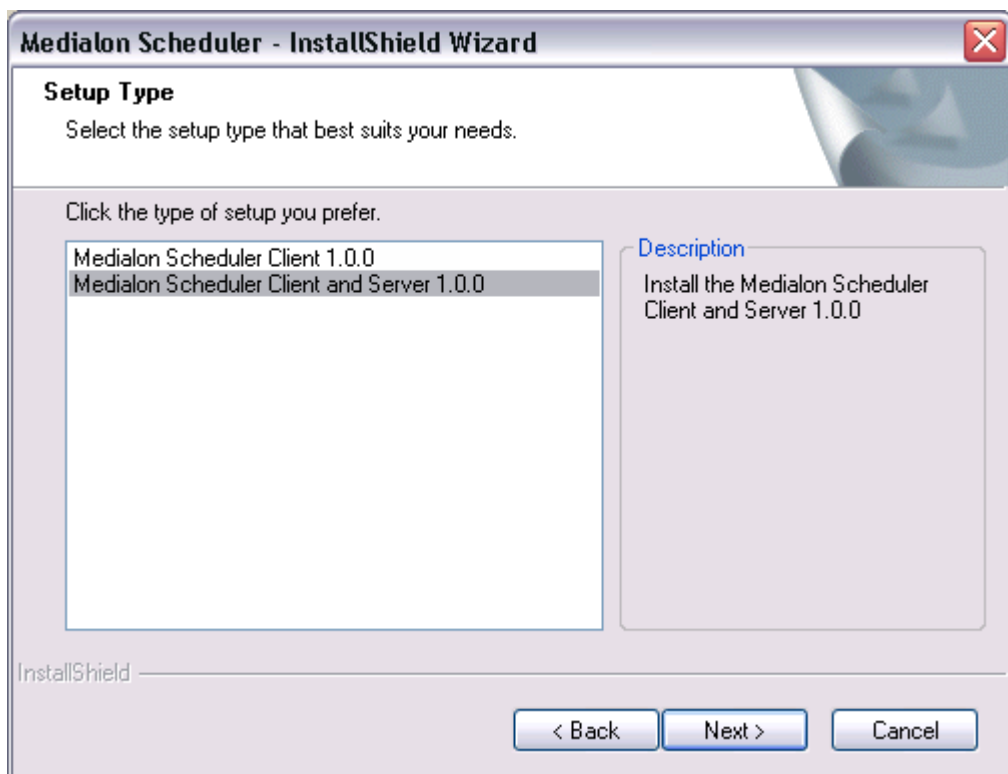 Medialon Scheduler - InstallShield Wizard
Setup Type
Select the setup type that best suits your needs.
Click the type of setup you prefer.
Medialon Scheduler Client 1.0.0
Medialon Scheduler Client and Server 1.0.0
Description
Install the Medialon Scheduler
Client and Server 1.0.0
InstallShield
< Back
Next >
Cancel